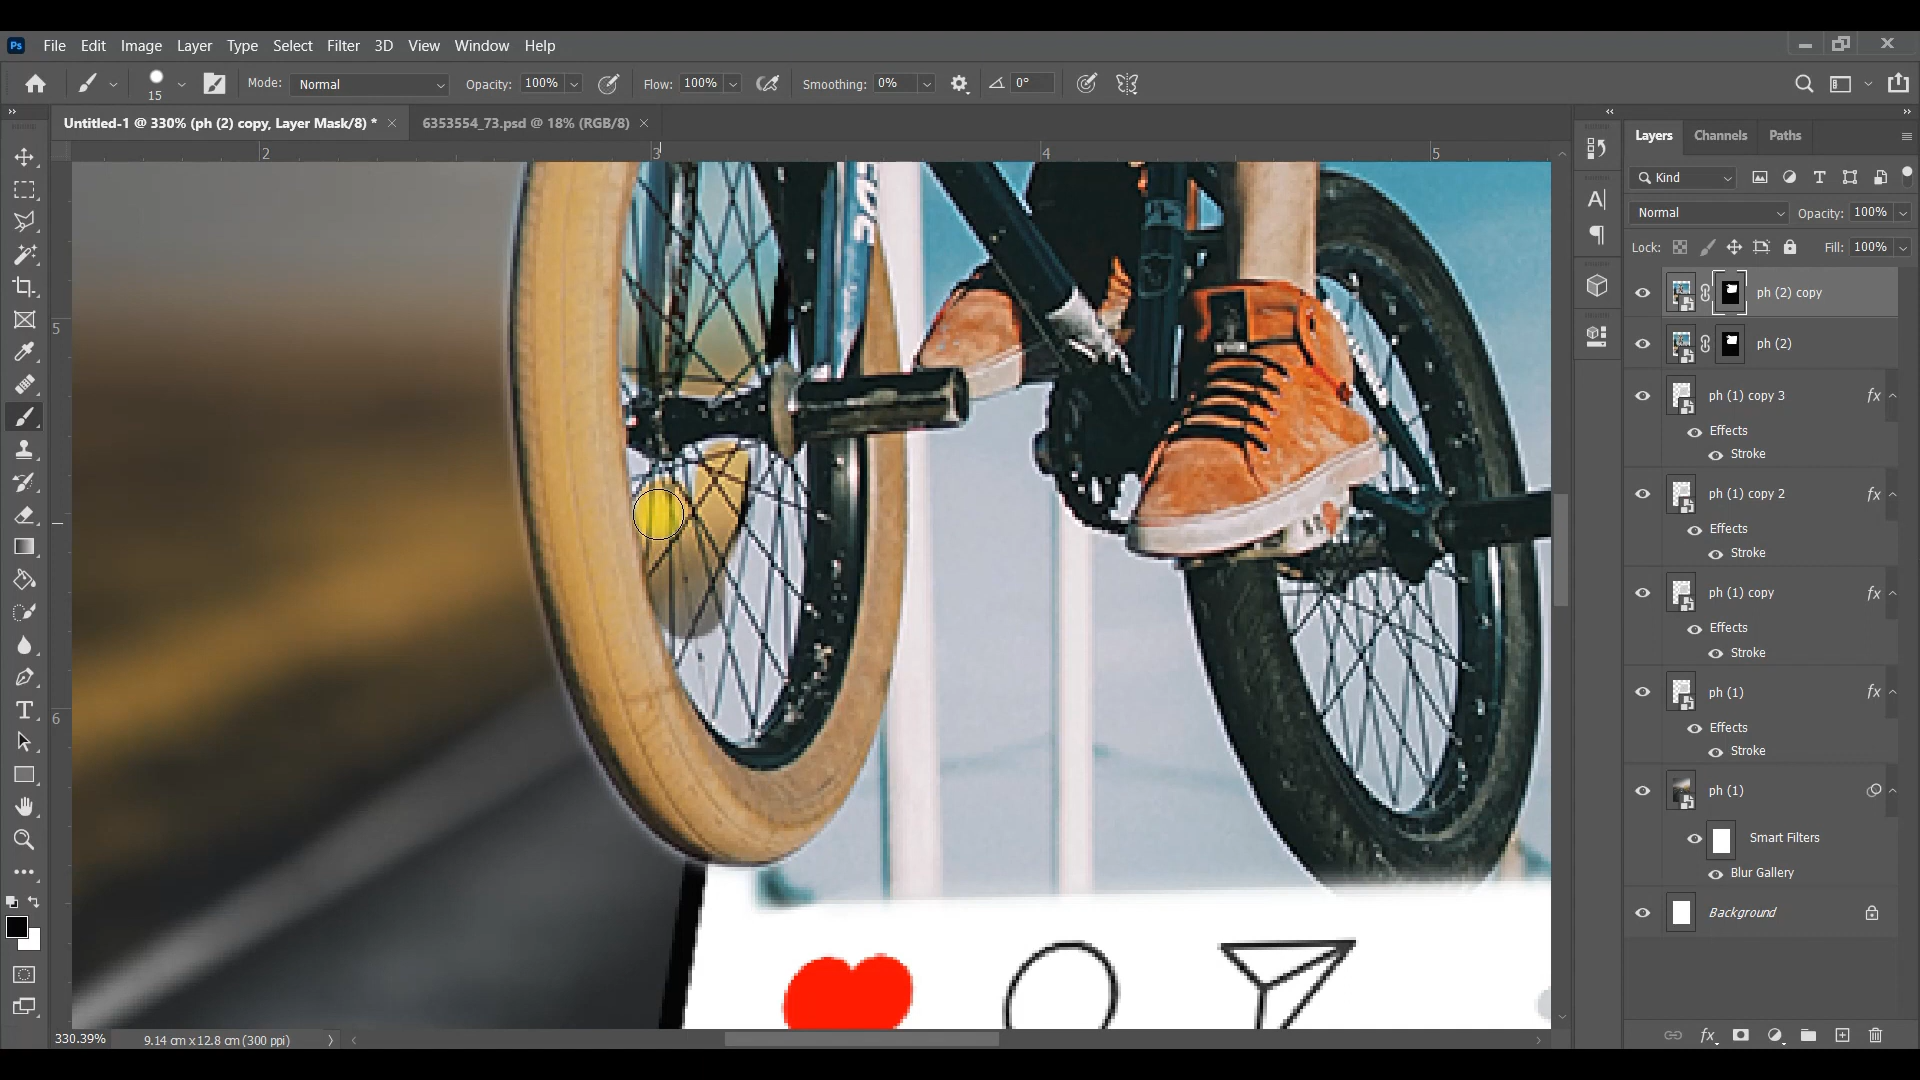 Ps File Edit Image Layer Type Select Filter 3D View Window Help
15 Mode: Normal Opacity: 100% Flow: 100% Smoothing: 0% 0°
Untitled-1 @ 330% (ph (2) copy, Layer Mask/8) * × 6353554_73.psd @ 18% (RGB/8) ×
2 3 4 5
5
6
Layers Channels Paths
Kind
Normal Opacity: 100%
Lock: Fill: 100%
ph (2) copy
ph (2)
ph (1) copy 3 fx
Effects
Stroke
ph (1) copy 2 fx
Effects
Stroke
ph (1) copy fx
Effects
Stroke
ph (1) fx
Effects
Stroke
ph (1)
Smart Filters
Blur Gallery
Background
330.39% 9.14 cm x 12.8 cm (300 ppi)